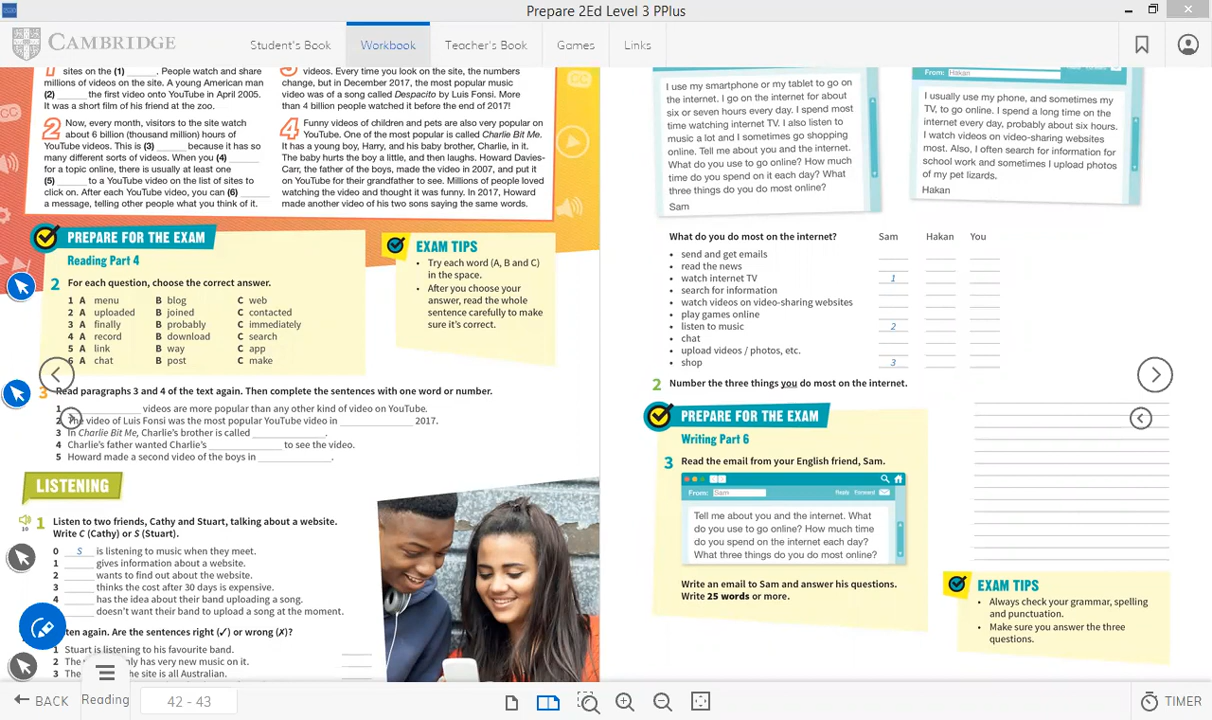 Prepare 2Ed Level 3 PPlus
CAMBRIDGE
Student's Book
Workbook
Teacher's Book
Games
Links
1 sites on the (1) ______. People watch and share
millions of videos on the site. A young American man
(2) ______ the first video onto YouTube in April 2005.
It was a short film of his friend at the zoo.
2 Now, every month, visitors to the site watch
about 6 billion (thousand million) hours of
YouTube videos. This is (3) ______ because it has so
many different sorts of videos. When you (4) ______
for a topic online, there is usually at least one
(5) ______ to a YouTube video on the list of sites to
click on. After each YouTube video, you can (6) ______
a message, telling other people what you think of it.
3 videos. Every time you look on the site, the numbers
change, but in December 2017, the most popular music
video was of a song called Despacito by Luis Fonsi. More
than 4 billion people watched it before the end of 2017!
4 Funny videos of children and pets are also very popular on
YouTube. One of the most popular is called Charlie Bit Me.
It has a young boy, Harry, and his baby brother, Charlie, in it.
The baby hurts the boy a little, and then laughs. Howard Davies-
Carr, the father of the boys, made the video in 2007, and put it
on YouTube for their grandfather to see. Millions of people loved
watching the video and thought it was funny. In 2017, Howard
made another video of his two sons saying the same words.
PREPARE FOR THE EXAM
Reading Part 4
2 For each question, choose the correct answer.
1 A menu B blog C web
2 A uploaded B joined C contacted
3 A finally B probably C immediately
4 A record B download C search
5 A link B way C app
6 A chat B post C make
EXAM TIPS
• Try each word (A, B and C)
in the space.
• After you choose your
answer, read the whole
sentence carefully to make
sure it's correct.
3 Read paragraphs 3 and 4 of the text again. Then complete the sentences with one word or number.
1 ______ videos are more popular than any other kind of video on YouTube.
2 The video of Luis Fonsi was the most popular YouTube video in ______ 2017.
3 In Charlie Bit Me, Charlie's brother is called ______.
4 Charlie's father wanted Charlie's ______ to see the video.
5 Howard made a second video of the boys in ______.
LISTENING
10
1 Listen to two friends, Cathy and Stuart, talking about a website.
Write C (Cathy) or S (Stuart).
0 S is listening to music when they meet.
1 ______ gives information about a website.
2 ______ wants to find out about the website.
3 ______ thinks the cost after 30 days is expensive.
4 ______ has the idea about their band uploading a song.
______ doesn't want their band to upload a song at the moment.
ten again. Are the sentences right (✓) or wrong (✗)?
1 Stuart is listening to his favourite band.
2 The only has very new music on it.
3 The the site is all Australian.
From: Hakan
I use my smartphone or my tablet to go on
the internet. I go on the internet for about
six or seven hours every day. I spend most
time watching internet TV. I also listen to
music a lot and I sometimes go shopping
online. Tell me about you and the internet.
What do you use to go online? How much
time do you spend on it each day? What
three things do you do most online?
Sam
I usually use my phone, and sometimes my
TV, to go online. I spend a long time on the
internet every day, probably about six hours.
I watch videos on video-sharing websites
most. Also, I often search for information for
school work and sometimes I upload photos
of my pet lizards.
Hakan
What do you do most on the internet? Sam Hakan You
• send and get emails
• read the news
• watch internet TV 1
• search for information
• watch videos on video-sharing websites
• play games online
• listen to music 2
• chat
• upload videos / photos, etc.
• shop 3
2 Number the three things you do most on the internet.
PREPARE FOR THE EXAM
Writing Part 6
3 Read the email from your English friend, Sam.
From: Sam
Reply Forward
Tell me about you and the internet. What
do you use to go online? How much time
do you spend on the internet each day?
What three things do you do most online?
Write an email to Sam and answer his questions.
Write 25 words or more.
EXAM TIPS
• Always check your grammar, spelling
and punctuation.
• Make sure you answer the three
questions.
BACK
Reading
42 - 43
TIMER